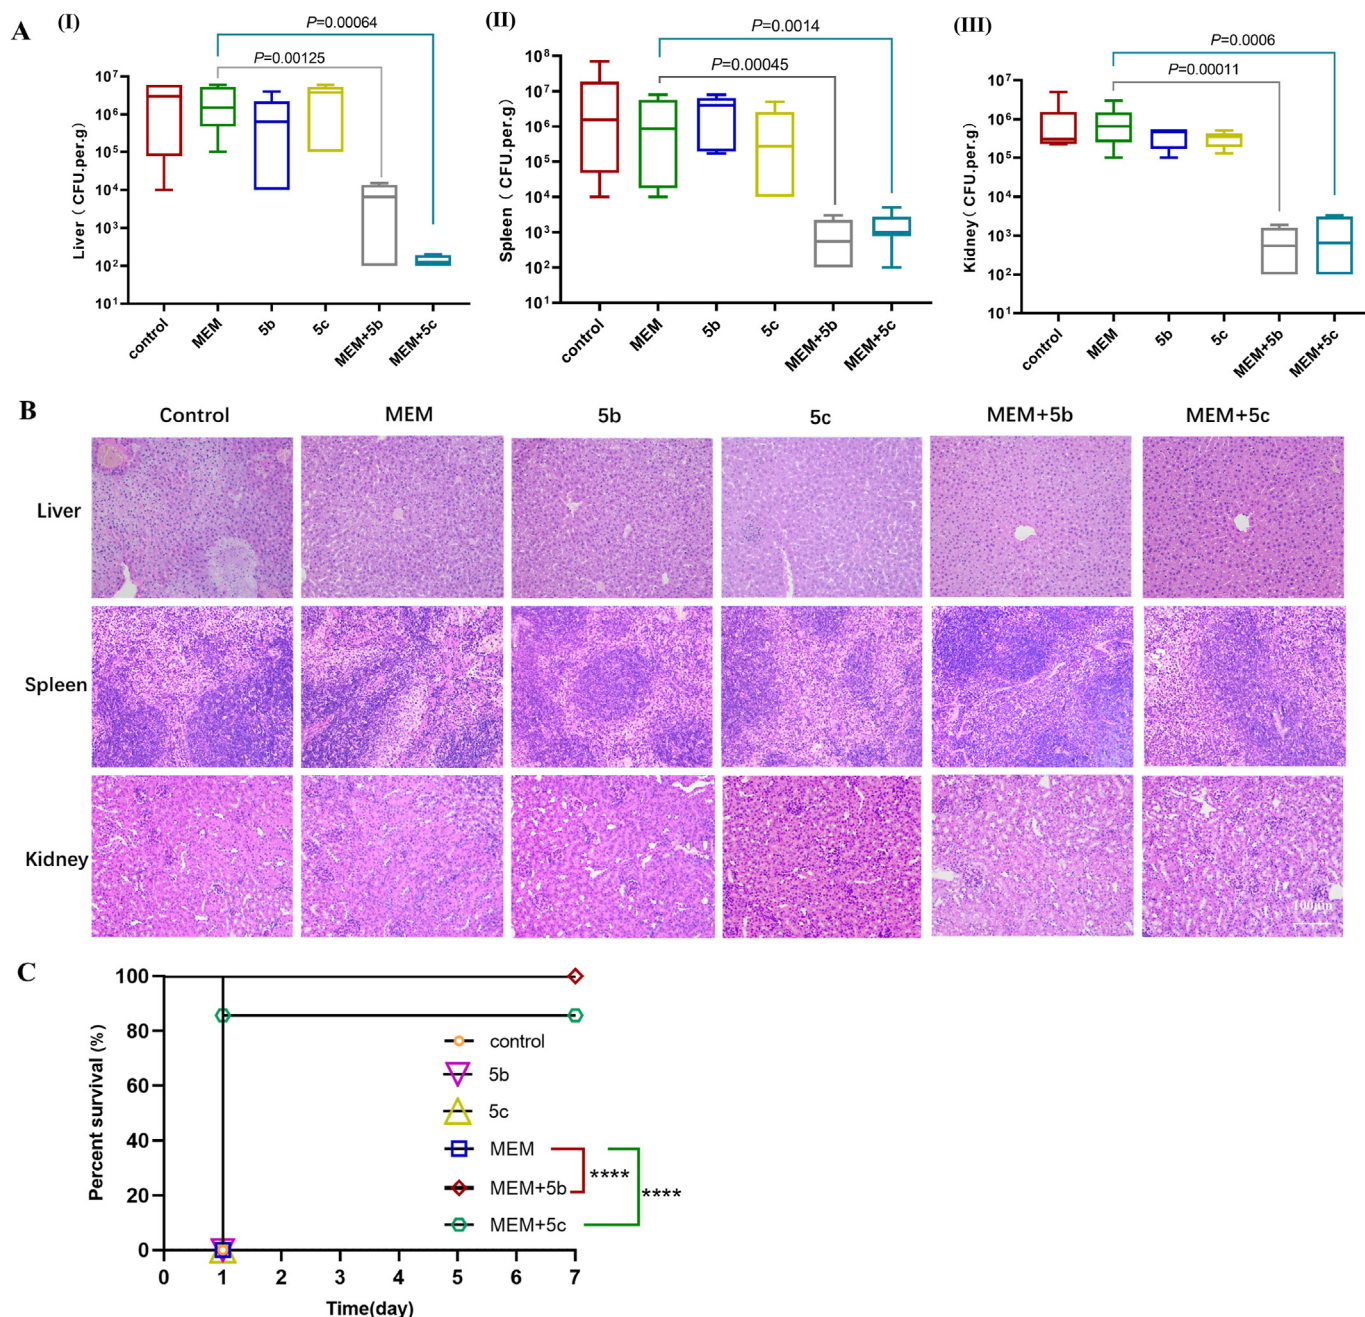 A
(I)
P=0.00064
P=0.00125
Liver ( CFU.per.g)
10⁷
10⁶
10⁵
10⁴
10³
10²
10¹
control
MEM
5b
5c
MEM+5b
MEM+5c
(II)
P=0.0014
P=0.00045
Spleen ( CFU.per.g)
10⁸
10⁷
10⁶
10⁵
10⁴
10³
10²
10¹
control
MEM
5b
5c
MEM+5b
MEM+5c
(III)
P=0.0006
P=0.00011
Kidney ( CFU.per.g)
10⁷
10⁶
10⁵
10⁴
10³
10²
10¹
control
MEM
5b
5c
MEM+5b
MEM+5c
B
Control MEM 5b 5c MEM+5b MEM+5c
Liver
Spleen
Kidney
100μm
C
Percent survival (%)
100
80
60
40
20
0
0 1 2 3 4 5 6 7
Time(day)
control
5b
5c
MEM
MEM+5b
MEM+5c
****
****